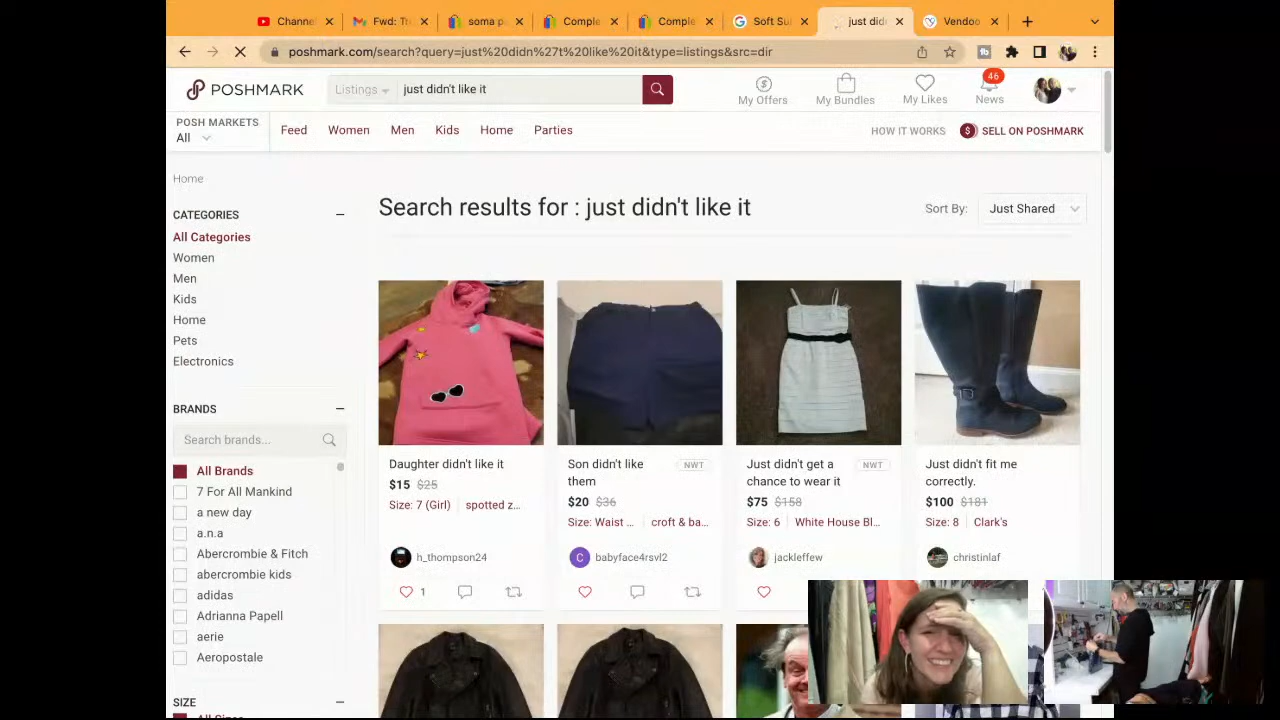 Channel
Fwd: Tr
soma pa
Comple
Comple
Soft Su
just did
Vendoo
poshmark.com/search?query=just%20didn%27t%20like%20it&type=listings&src=dir
POSHMARK
Listings
just didn't like it
My Offers
My Bundles
My Likes
46
News
POSH MARKETS
All
Feed
Women
Men
Kids
Home
Parties
HOW IT WORKS
$ SELL ON POSHMARK
Home
CATEGORIES
All Categories
Women
Men
Kids
Home
Pets
Electronics
BRANDS
Search brands...
All Brands
7 For All Mankind
a new day
a.n.a
Abercrombie & Fitch
abercrombie kids
adidas
Adrianna Papell
aerie
Aeropostale
SIZE
All Sizes
Search results for : just didn't like it
Sort By:
Just Shared
Daughter didn't like it
$15 $25
Size: 7 (Girl) spotted z...
h_thompson24
1
Son didn't like
them
NWT
$20 $36
Size: Waist ... croft & ba...
C babyface4rsvl2
Just didn't get a
chance to wear it
NWT
$75 $158
Size: 6 White House Bl...
jackleffew
Just didn't fit me
correctly.
$100 $181
Size: 8 Clark's
christinlaf